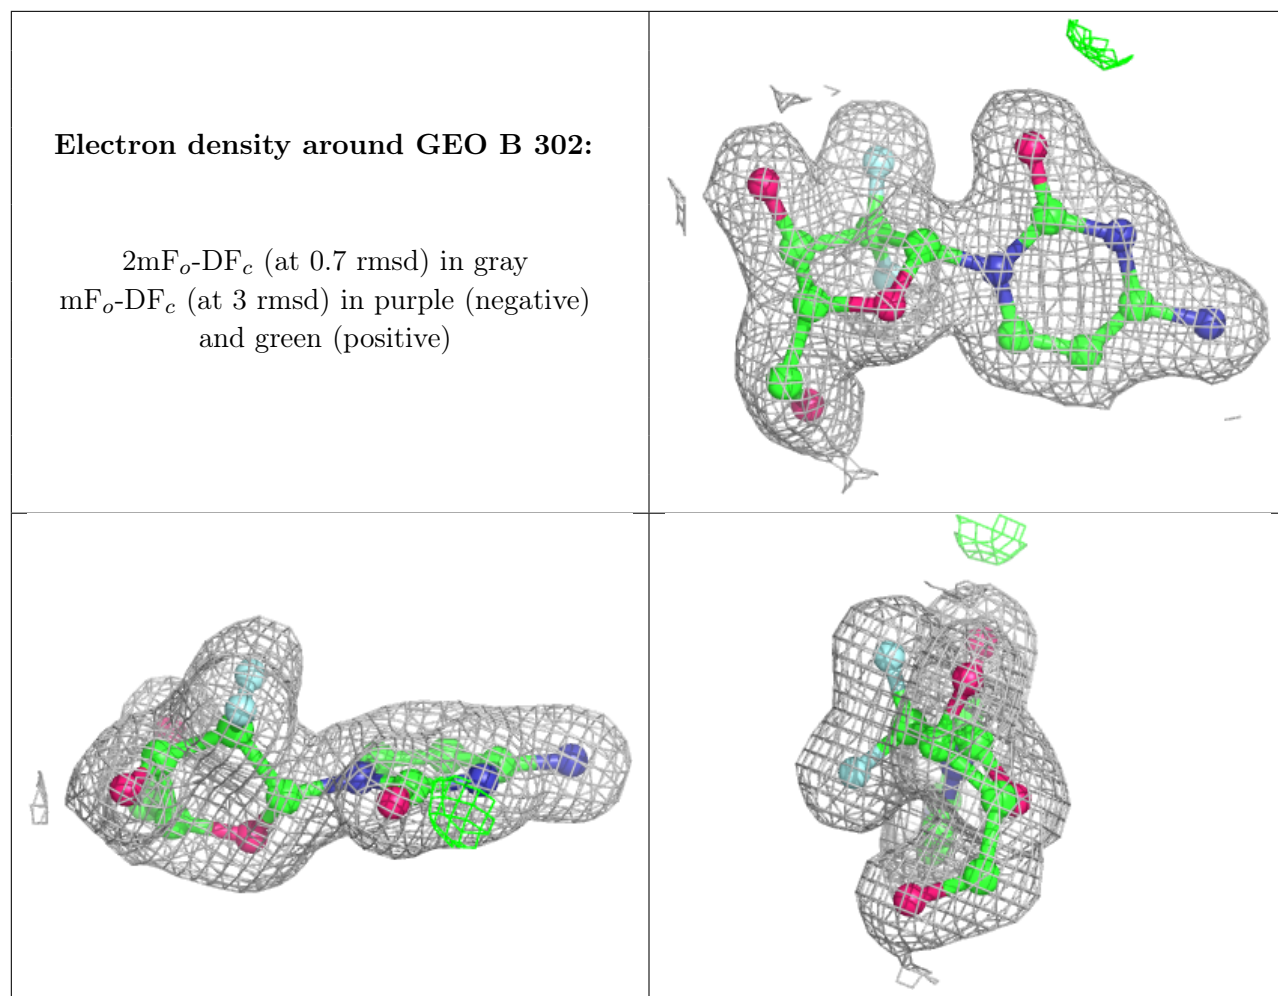 Electron density around GEO B 302:
2mFo-DFc (at 0.7 rmsd) in gray
mFo-DFc (at 3 rmsd) in purple (negative)
and green (positive)